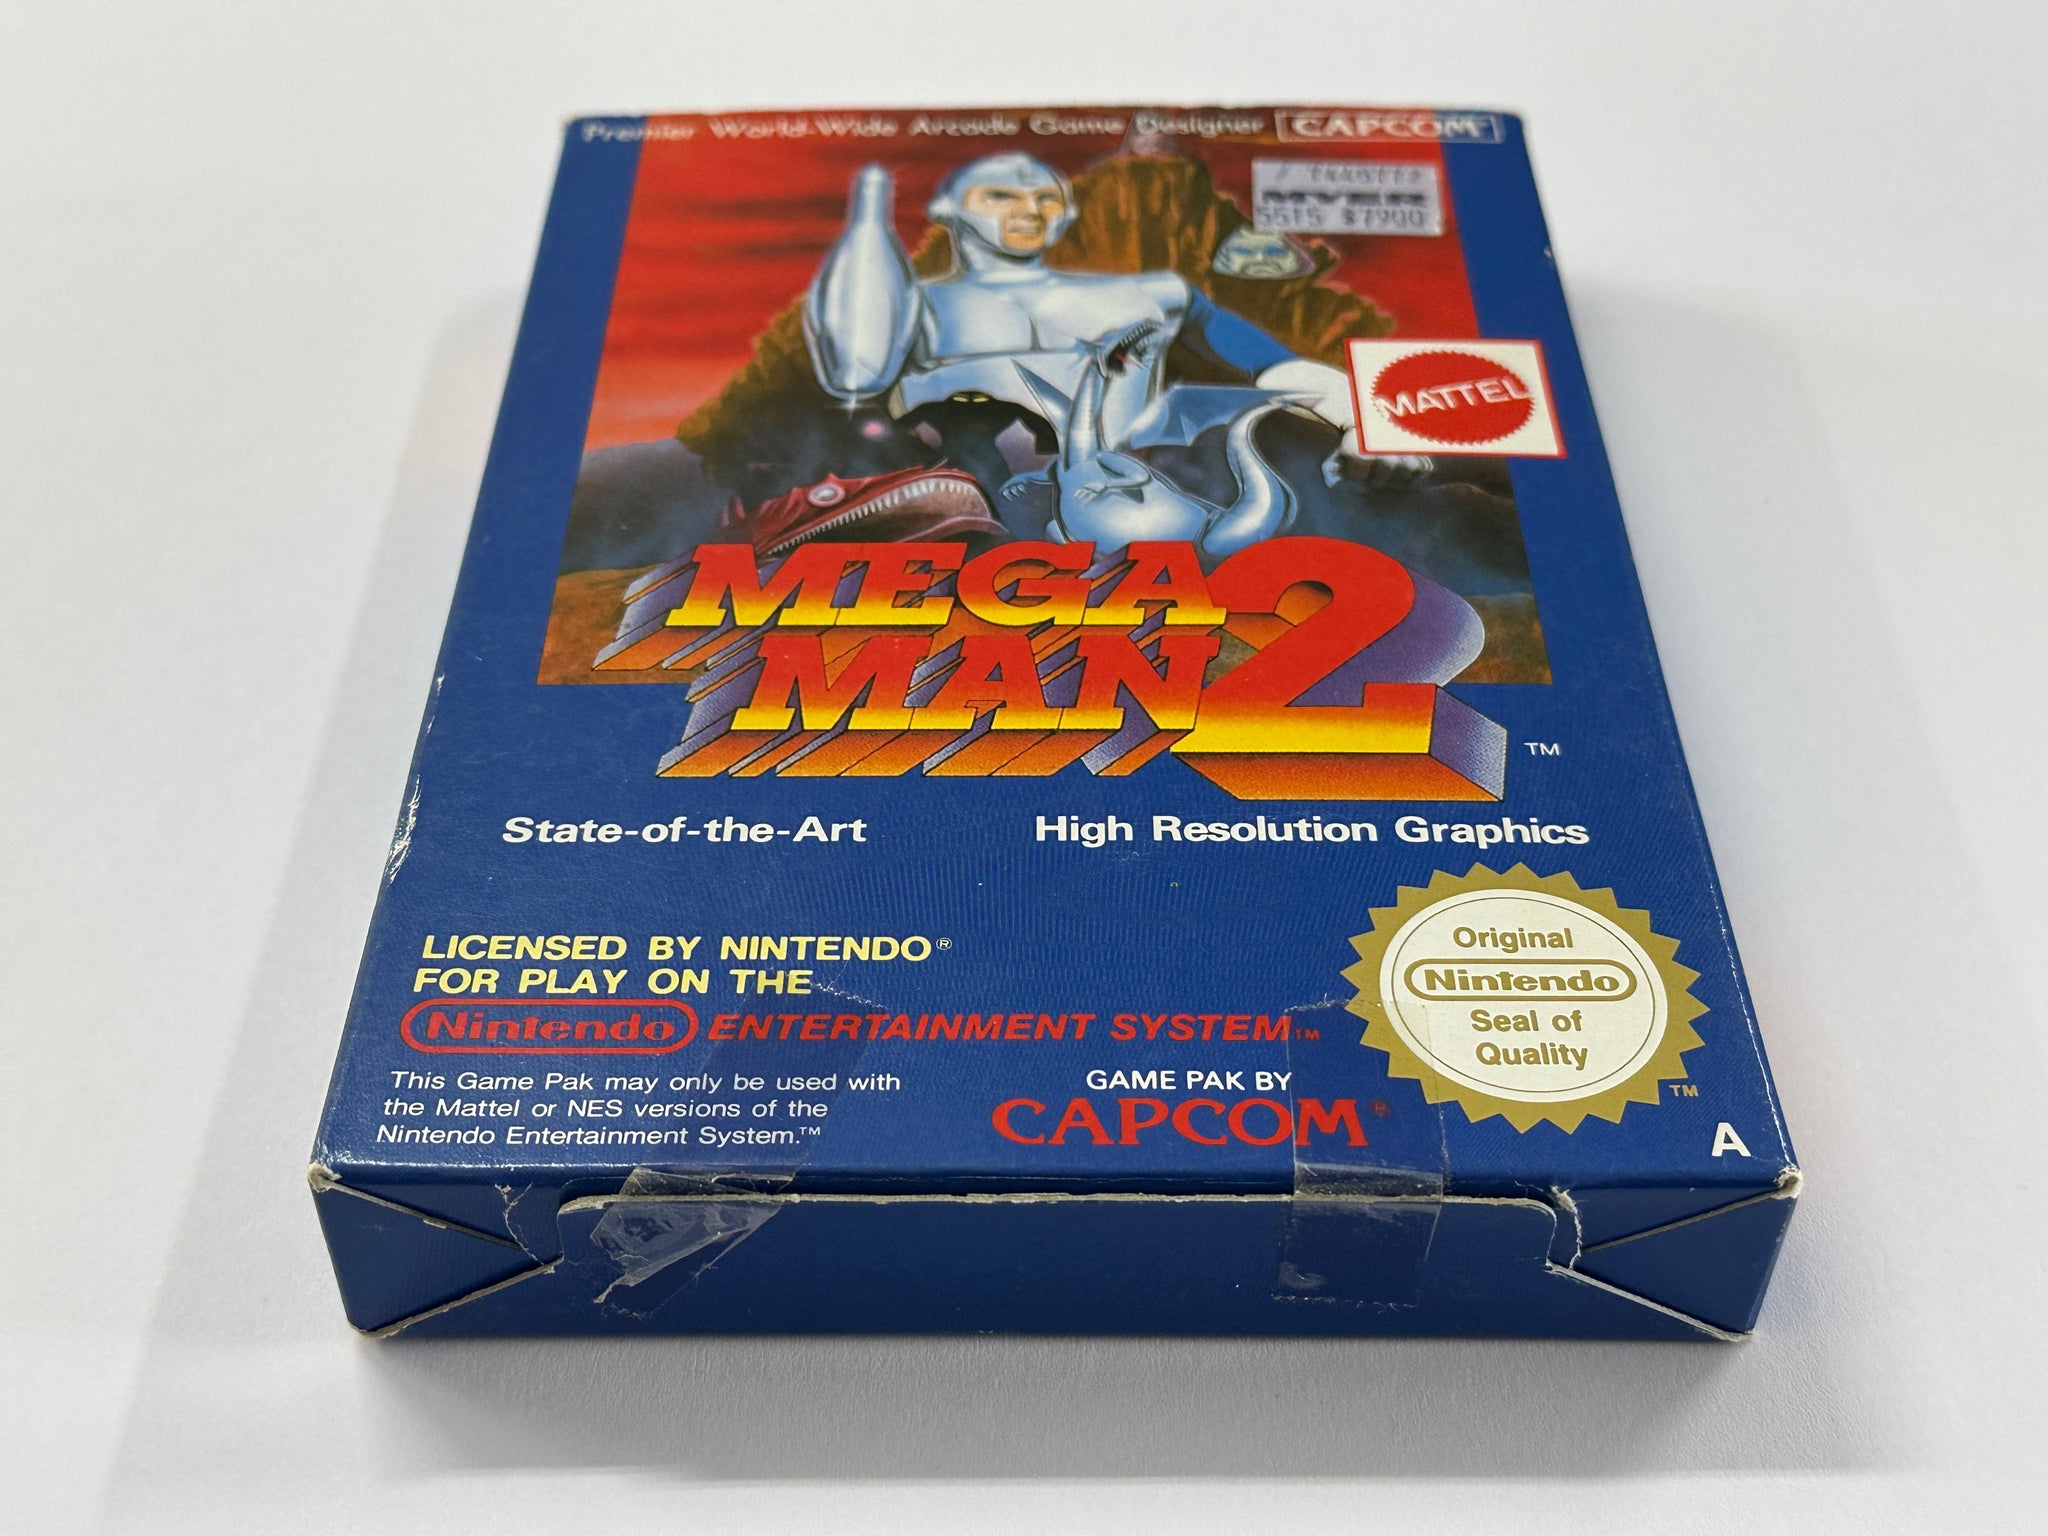 Premier World-Wide Arcade Game Designer CAPCOM
MYER
5515 $7900
MATTEL
MEGA
MAN 2
TM
State-of-the-Art High Resolution Graphics
LICENSED BY NINTENDO®
FOR PLAY ON THE
Nintendo ENTERTAINMENT SYSTEM™
Original
Nintendo
Seal of
Quality
TM
This Game Pak may only be used with
the Mattel or NES versions of the
Nintendo Entertainment System.™
GAME PAK BY
CAPCOM®
A